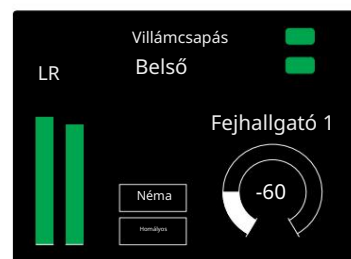 Villámcsapás
Belső
LR
Fejhallgató 1
-60
Néma
Homályos